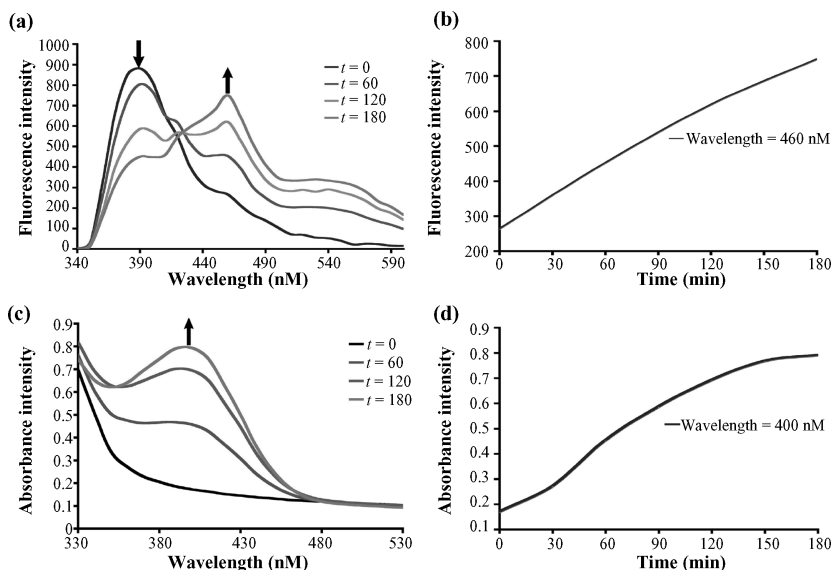 (a)
Fluorescence intensity
1000
900
800
700
600
500
400
300
200
100
0
340 390 440 490 540 590
Wavelength (nM)
t = 0
t = 60
t = 120
t = 180
(b)
Fluorescence intensity
800
700
600
500
400
300
200
0 30 60 90 120 150 180
Time (min)
Wavelength = 460 nM
(c)
Absorbance intensity
0.9
0.8
0.7
0.6
0.5
0.4
0.3
0.2
0.1
0
330 380 430 480 530
Wavelength (nM)
t = 0
t = 60
t = 120
t = 180
(d)
Absorbance intensity
0.9
0.8
0.7
0.6
0.5
0.4
0.3
0.2
0.1
0 30 60 90 120 150 180
Time (min)
Wavelength = 400 nM